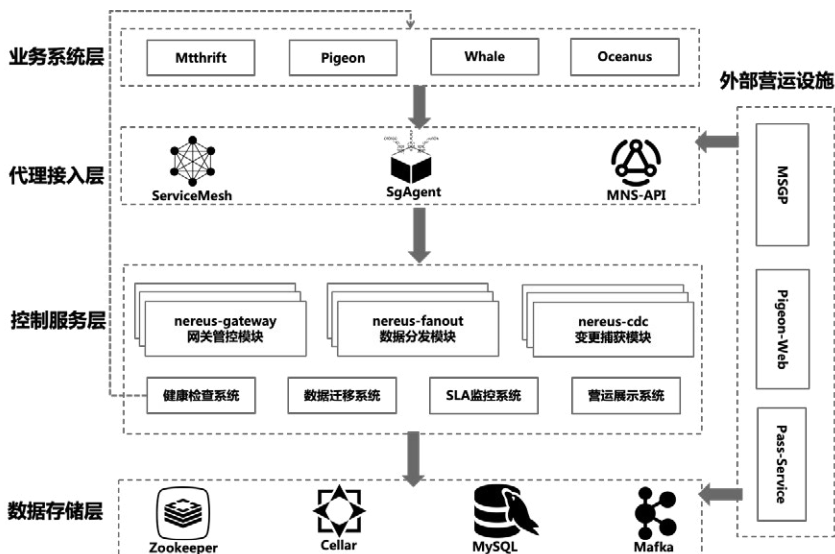 业务系统层
Mtthrift
Pigeon
Whale
Oceanus
外部营运设施
代理接入层
ServiceMesh
SgAgent
MNS-API
MSGP
控制服务层
nereus-gateway
网关管控模块
nereus-fanout
数据分发模块
nereus-cdc
变更捕获模块
Pigeon-Web
健康检查系统
数据迁移系统
SLA监控系统
营运展示系统
Pass-Service
数据存储层
Zookeeper
Cellar
MySQL
Mafka